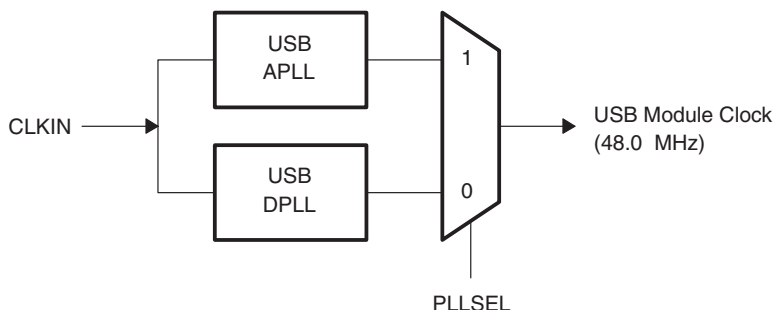 USB
APLL
1
CLKIN
USB Module Clock
(48.0 MHz)
USB
DPLL
0
PLLSEL